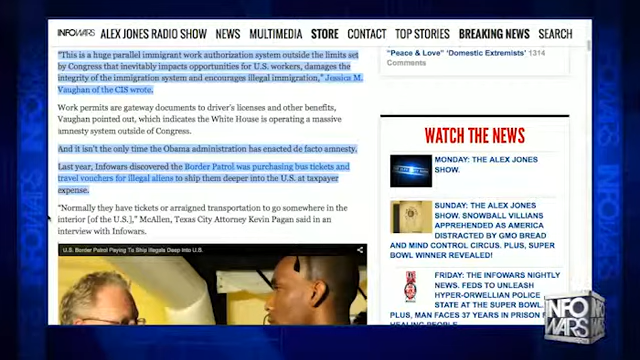 INFOWARS ALEX JONES RADIO SHOW NEWS MULTIMEDIA STORE CONTACT TOP STORIES BREAKING NEWS SEARCH
"This is a huge parallel immigrant work authorization system outside the limits set
by Congress that inevitably impacts opportunities for U.S. workers, damages the
integrity of the immigration system and encourages illegal immigration," Jessica M.
Vaughan of the CIS wrote.
Work permits are gateway documents to driver's licenses and other benefits,
Vaughan pointed out, which indicates the White House is operating a massive
amnesty system outside of Congress.
And it isn't the only time the Obama administration has enacted de facto amnesty.
Last year, Infowars discovered the Border Patrol was purchasing bus tickets and
travel vouchers for illegal aliens to ship them deeper into the U.S. at taxpayer
expense.
"Normally they have tickets or arraigned transportation to go somewhere in the
interior [of the U.S.]," McAllen, Texas City Attorney Kevin Pagan said in an
interview with Infowars.
U.S. Border Patrol Paying To Ship Illegals Deep Into U.S.
"Peace & Love" 'Domestic Extremists' 1314
Comments
WATCH THE NEWS
MONDAY: THE ALEX JONES
SHOW.
SUNDAY: THE ALEX JONES
SHOW. SNOWBALL VILLIANS
APPREHENDED AS AMERICA
DISTRACTED BY GMO BREAD
AND MIND CONTROL CIRCUS. PLUS, SUPER
BOWL WINNER REVEALED!
FRIDAY: THE INFOWARS NIGHTLY
NEWS. FEDS TO UNLEASH
HYPER-ORWELLIAN POLICE
STATE AT THE SUPER BOWL.
PLUS, MAN FACES 37 YEARS IN PRISON F
HEALING PEOPLE
INFO
WARS